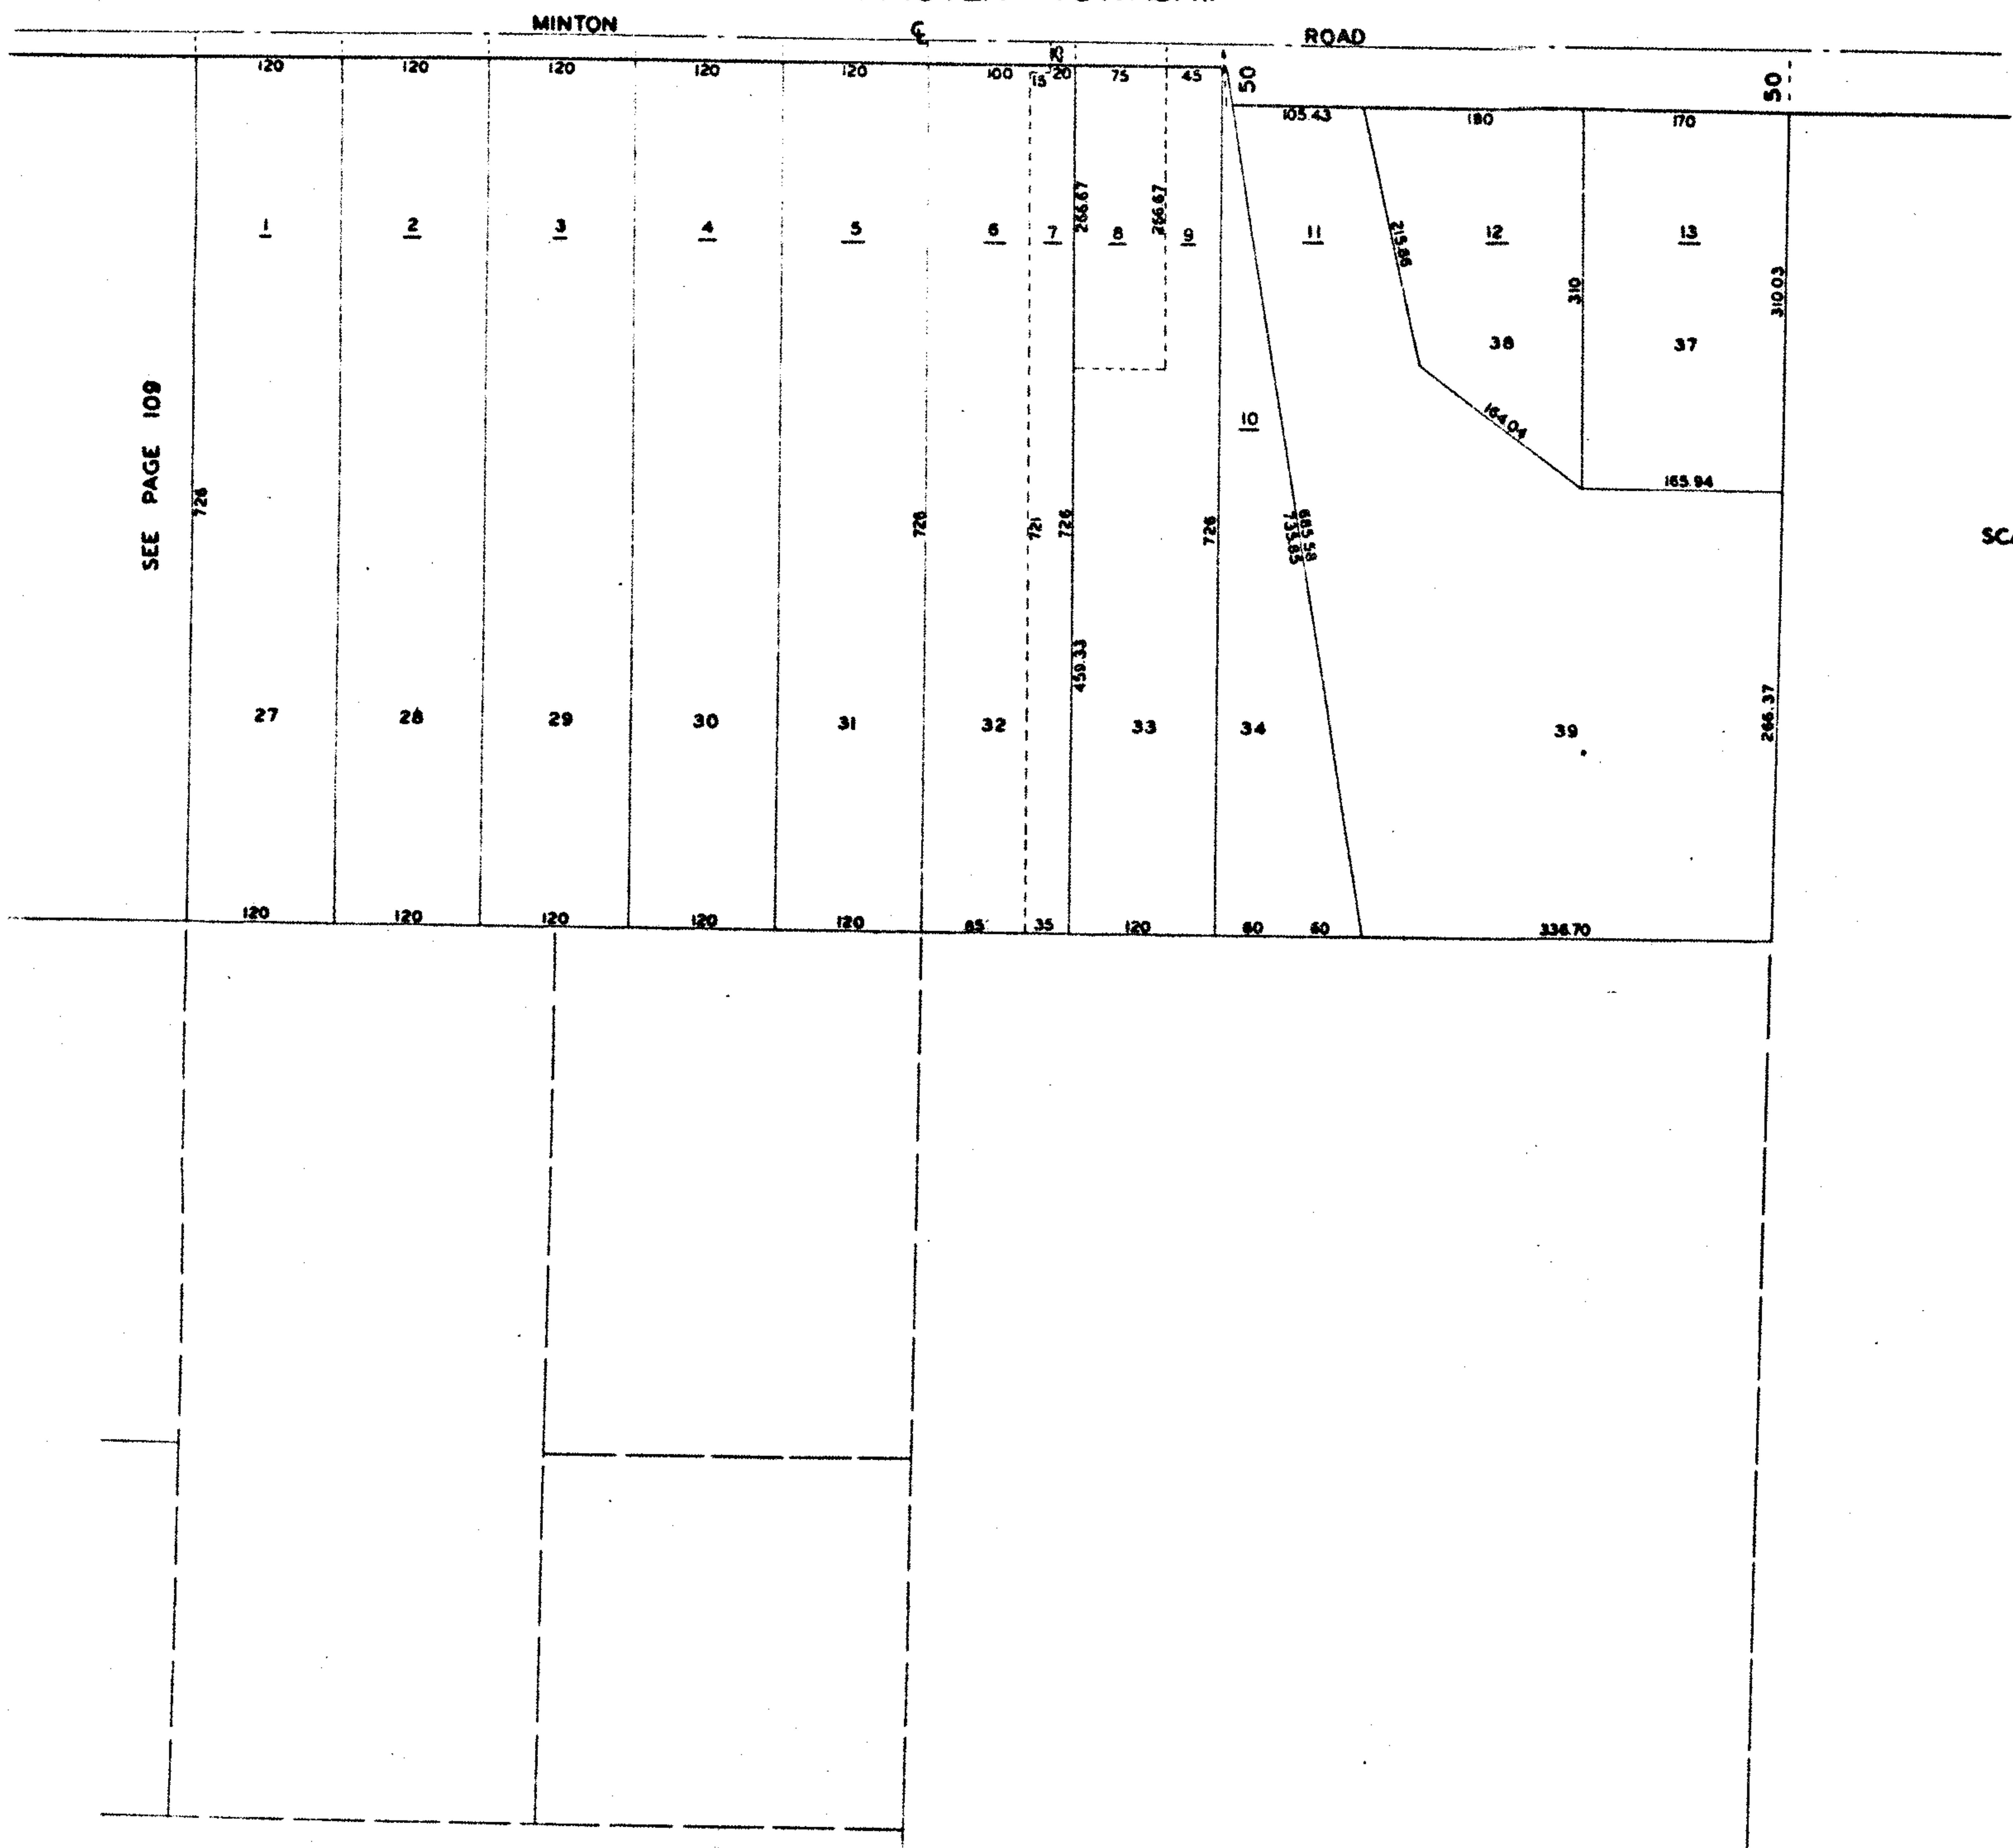 MINTON ℄ ROAD
120 120 120 120 120 100 15 20 75 45 50 50
105.43 180 170
1 2 3 4 5 6 7 8 9 11 12 13
266.67 266.67 215.86 310 310.03
38 37
10
164.04
165.94
SEE PAGE 109
726 726 721 726 726 685.58
735.85
459.33
266.37
27 28 29 30 31 32 33 34 39
120 120 120 120 120 85 35 120 60 60 336.70